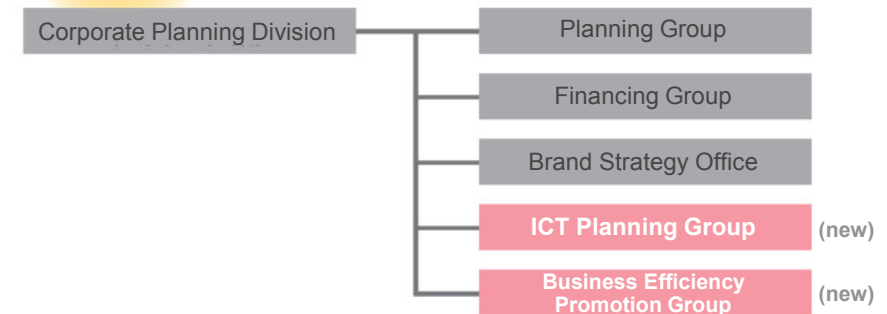 Corporate Planning Division
Planning Group
Financing Group
Brand Strategy Office
ICT Planning Group
(new)
Business Efficiency
Promotion Group
(new)